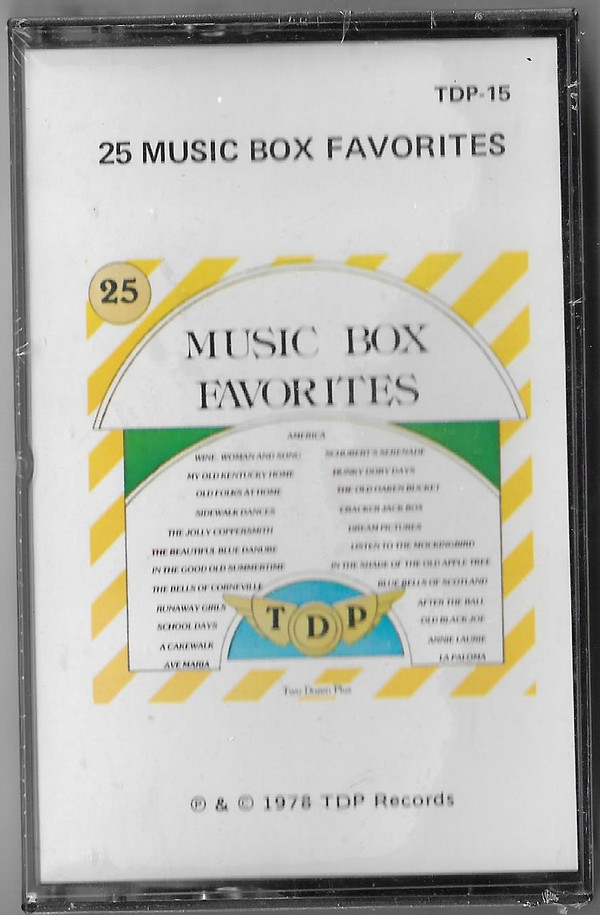 TDP-15
25 MUSIC BOX FAVORITES
25
MUSIC BOX
FAVORITES
AMERICA
WINE, WOMAN AND SONG
SCHUBERT'S SERENADE
MY OLD KENTUCKY HOME
HUNKY DORY DAYS
OLD FOLKS AT HOME
THE OLD OAKEN BUCKET
SIDEWALK DANCES
CRACKER JACK BOX
THE JOLLY COPPERSMITH
DREAM PICTURES
THE BEAUTIFUL BLUE DANUBE
LISTEN TO THE MOCKINGBIRD
IN THE GOOD OLD SUMMERTIME
IN THE SHADE OF THE OLD APPLE TREE
THE BELLS OF CORNEVILLE
BLUE BELLS OF SCOTLAND
RUNAWAY GIRLS
AFTER THE BALL
SCHOOL DAYS
OLD BLACK JOE
A CAKEWALK
ANNIE LAURIE
AVE MARIA
LA PALOMA
TDP
Two Dozen Plus
℗ & © 1978 TDP Records